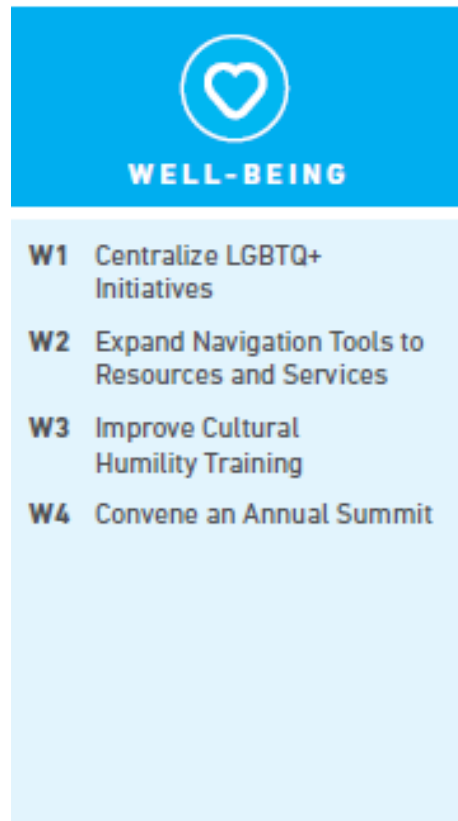 WELL-BEING
W1 Centralize LGBTQ+
Initiatives
W2 Expand Navigation Tools to
Resources and Services
W3 Improve Cultural
Humility Training
W4 Convene an Annual Summit